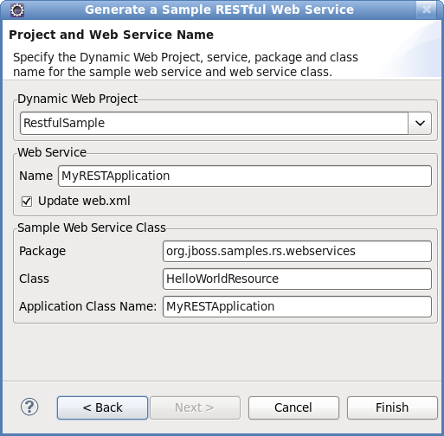 Generate a Sample RESTful Web Service
Project and Web Service Name
Specify the Dynamic Web Project, service, package and class
name for the sample web service and web service class.
Dynamic Web Project
RestfulSample
Web Service
Name MyRESTApplication
Update web.xml
Sample Web Service Class
Package org.jboss.samples.rs.webservices
Class HelloWorldResource
Application Class Name: MyRESTApplication
? < Back Next > Cancel Finish